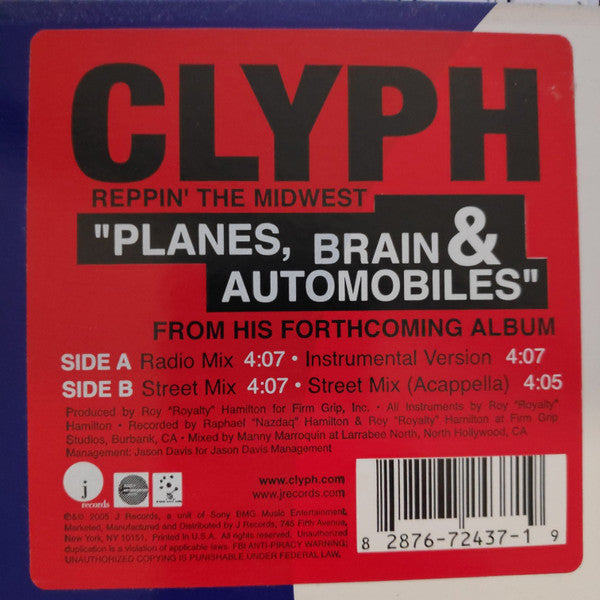 CLYPH
REPPIN' THE MIDWEST
"PLANES, BRAIN &
AUTOMOBILES"
FROM HIS FORTHCOMING ALBUM
SIDE A Radio Mix 4:07 • Instrumental Version 4:07
SIDE B Street Mix 4:07 • Street Mix (Acappella) 4:05
Produced by Roy "Royalty" Hamilton for Firm Grip, Inc. • All Instruments by Roy "Royalty"
Hamilton • Recorded by Raphael "Nazdaq" Hamilton & Roy "Royalty" Hamilton at Firm Grip
Studios, Burbank, CA • Mixed by Manny Marroquin at Larrabee North, North Hollywood, CA
Management: Jason Davis for Jason Davis Management
j
records
www.clyph.com
www.jrecords.com
℗&© 2005 J Records, a unit of Sony BMG Music Entertainment.
Marketed, Manufactured and Distributed by J Records, 745 Fifth Avenue,
New York, NY 10151. Printed in U.S.A. All rights reserved. Unauthorized
duplication is a violation of applicable laws. FBI ANTI-PIRACY WARNING:
UNAUTHORIZED COPYING IS PUNISHABLE UNDER FEDERAL LAW.
8 28767-72437-1 9